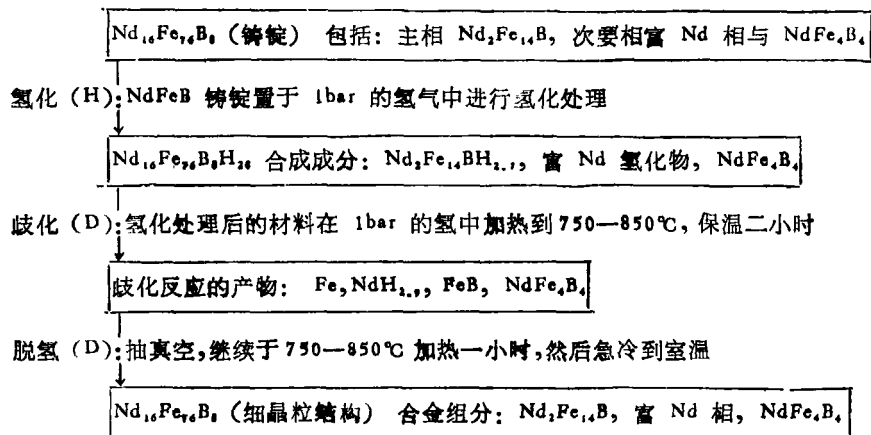 Nd₁₆Fe₇₆B₈（铸锭） 包括：主相 Nd₂Fe₁₄B，次要相富 Nd 相与 NdFe₄B₄
氢化（H）：NdFeB 铸锭置于 1bar 的氢气中进行氢化处理
Nd₁₆Fe₇₆B₈H₂₆ 合成成分：Nd₂Fe₁₄BH₂.₇，富 Nd 氢化物，NdFe₄B₄
歧化（D）：氢化处理后的材料在 1bar 的氢中加热到750—850℃，保温二小时
歧化反应的产物： Fe，NdH₂.₉，FeB，NdFe₄B₄
脱氢（D）：抽真空，继续于750—850℃ 加热一小时，然后急冷到室温
Nd₁₆Fe₇₆B₈（细晶粒结构） 合金组分：Nd₂Fe₁₄B，富 Nd 相，NdFe₄B₄